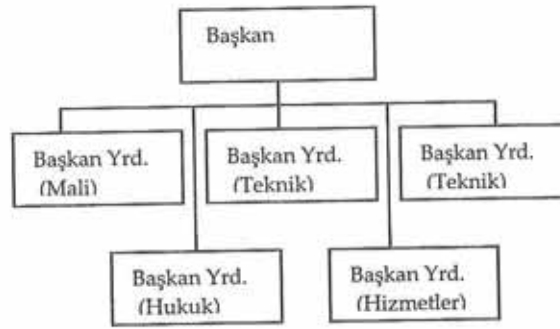 Başkan
Başkan Yrd.
(Mali)
Başkan Yrd.
(Teknik)
Başkan Yrd.
(Teknik)
Başkan Yrd.
(Hukuk)
Başkan Yrd.
(Hizmetler)